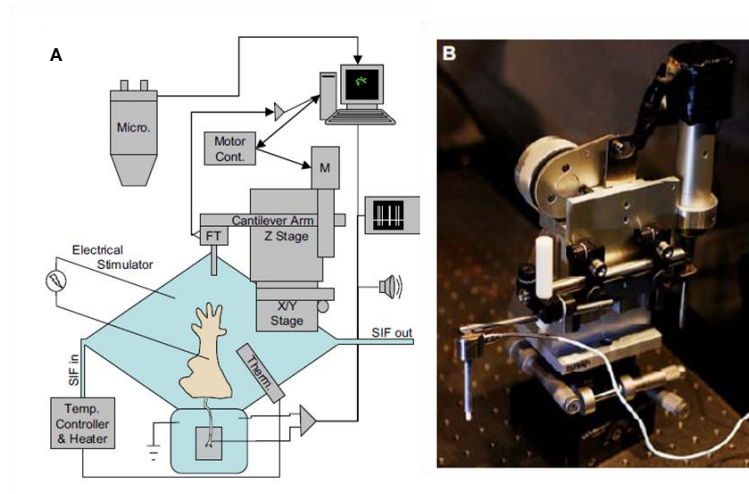 A
B
Micro.
Motor
Cont.
M
Cantilever Arm
FT
Z Stage
Electrical
Stimulator
X/Y
Stage
SIF out
SIF in
Therm.
Temp.
Controller
& Heater